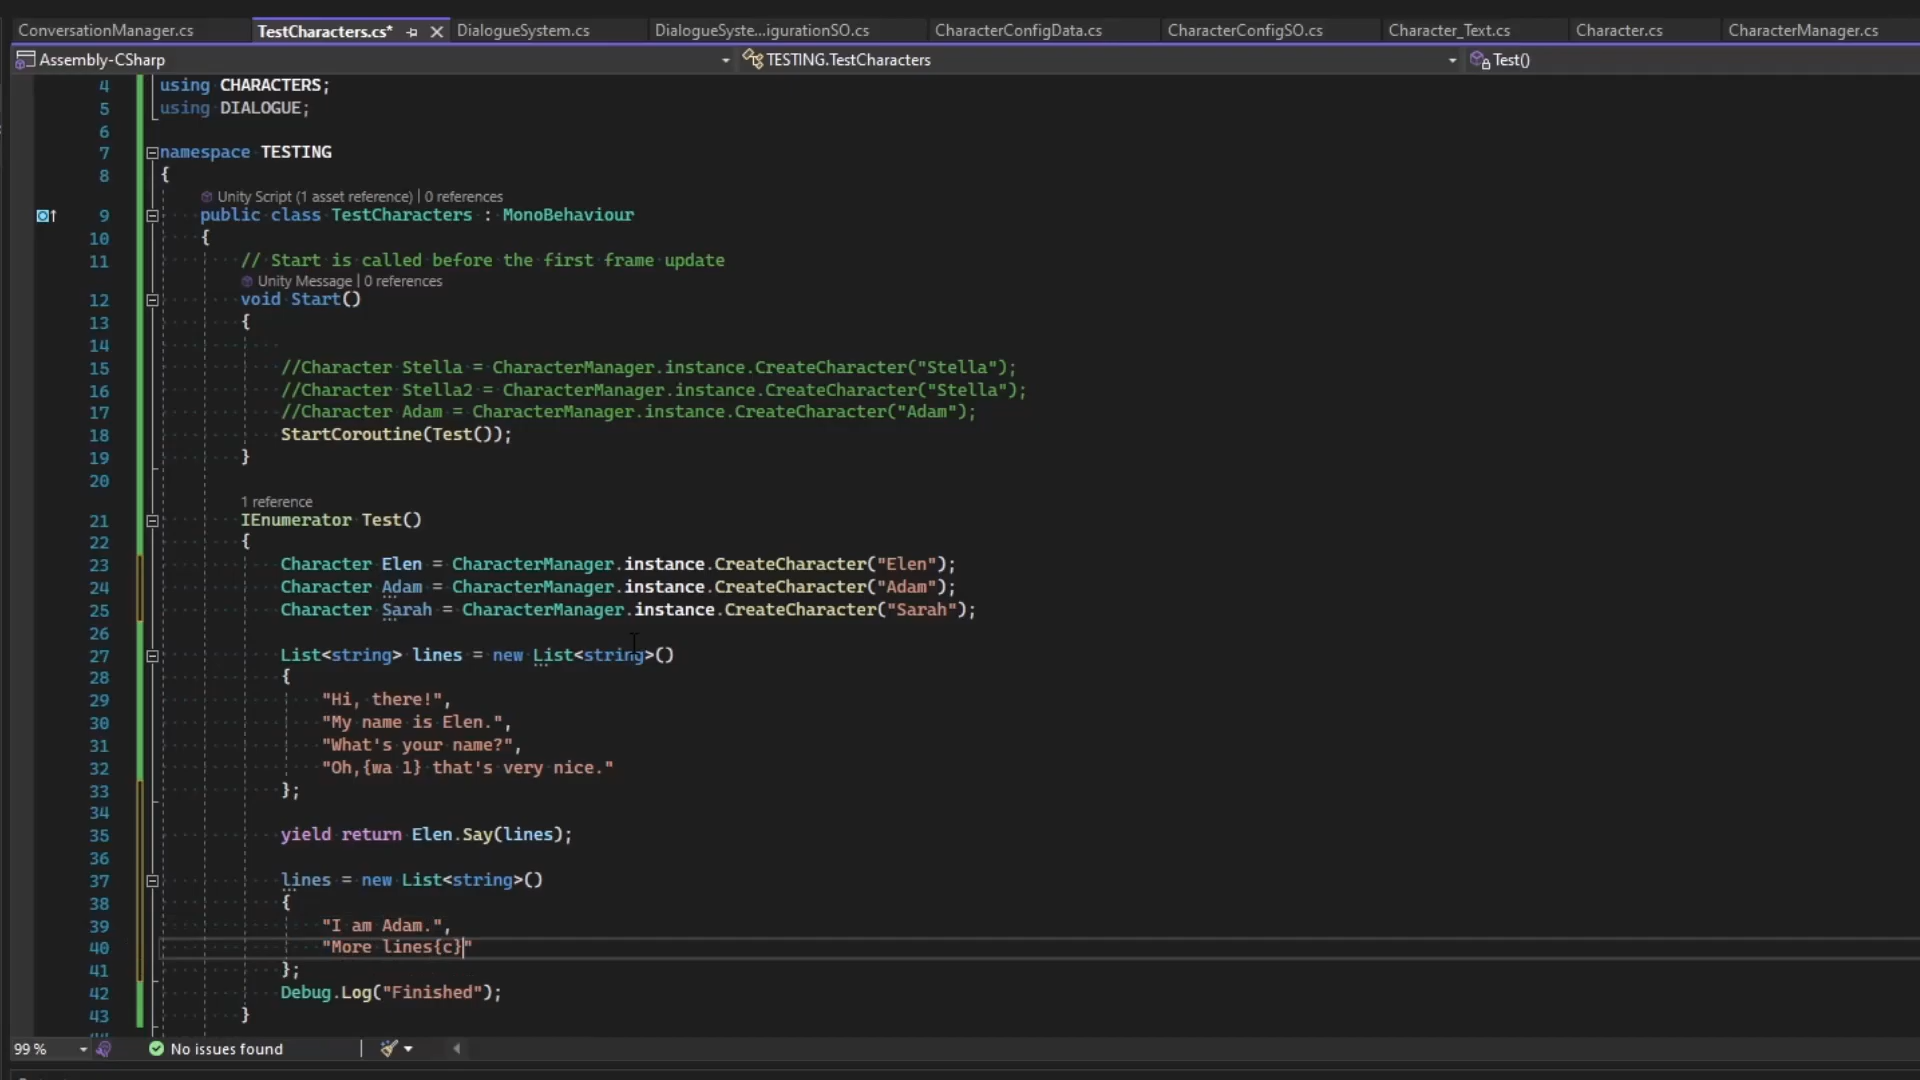 ConversationManager.cs TestCharacters.cs* DialogueSystem.cs DialogueSyste...igurationSO.cs CharacterConfigData.cs CharacterConfigSO.cs Character_Text.cs Character.cs CharacterManager.cs
Assembly-CSharp TESTING.TestCharacters Test()
4 using CHARACTERS;
5 using DIALOGUE;
6
7 namespace TESTING
8 {
Unity Script (1 asset reference) | 0 references
9 public class TestCharacters : MonoBehaviour
10 {
11 // Start is called before the first frame update
Unity Message | 0 references
12 void Start()
13 {
14
15 //Character Stella = CharacterManager.instance.CreateCharacter("Stella");
16 //Character Stella2 = CharacterManager.instance.CreateCharacter("Stella");
17 //Character Adam = CharacterManager.instance.CreateCharacter("Adam");
18 StartCoroutine(Test());
19 }
20
1 reference
21 IEnumerator Test()
22 {
23 Character Elen = CharacterManager.instance.CreateCharacter("Elen");
24 Character Adam = CharacterManager.instance.CreateCharacter("Adam");
25 Character Sarah = CharacterManager.instance.CreateCharacter("Sarah");
26
27 List<string> lines = new List<string>()
28 {
29 "Hi, there!",
30 "My name is Elen.",
31 "What's your name?",
32 "Oh,{wa 1} that's very nice."
33 };
34
35 yield return Elen.Say(lines);
36
37 lines = new List<string>()
38 {
39 "I am Adam.",
40 "More lines{c}"
41 };
42 Debug.Log("Finished");
43 }
99 % No issues found